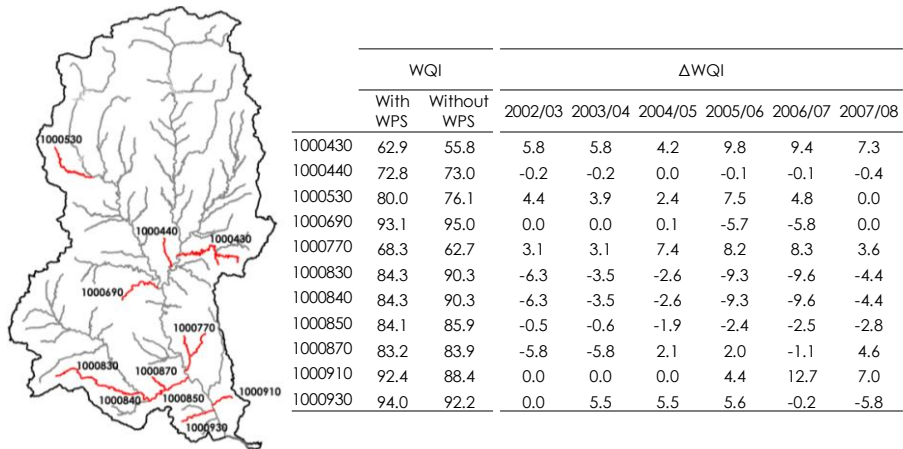 1000530
1000440
1000430
1000690
1000770
1000830
1000870
1000910
1000840
1000850
1000930
WQI ΔWQI
With WPS Without WPS 2002/03 2003/04 2004/05 2005/06 2006/07 2007/08
1000430 62.9 55.8 5.8 5.8 4.2 9.8 9.4 7.3
1000440 72.8 73.0 -0.2 -0.2 0.0 -0.1 -0.1 -0.4
1000530 80.0 76.1 4.4 3.9 2.4 7.5 4.8 0.0
1000690 93.1 95.0 0.0 0.0 0.1 -5.7 -5.8 0.0
1000770 68.3 62.7 3.1 3.1 7.4 8.2 8.3 3.6
1000830 84.3 90.3 -6.3 -3.5 -2.6 -9.3 -9.6 -4.4
1000840 84.3 90.3 -6.3 -3.5 -2.6 -9.3 -9.6 -4.4
1000850 84.1 85.9 -0.5 -0.6 -1.9 -2.4 -2.5 -2.8
1000870 83.2 83.9 -5.8 -5.8 2.1 2.0 -1.1 4.6
1000910 92.4 88.4 0.0 0.0 0.0 4.4 12.7 7.0
1000930 94.0 92.2 0.0 5.5 5.5 5.6 -0.2 -5.8